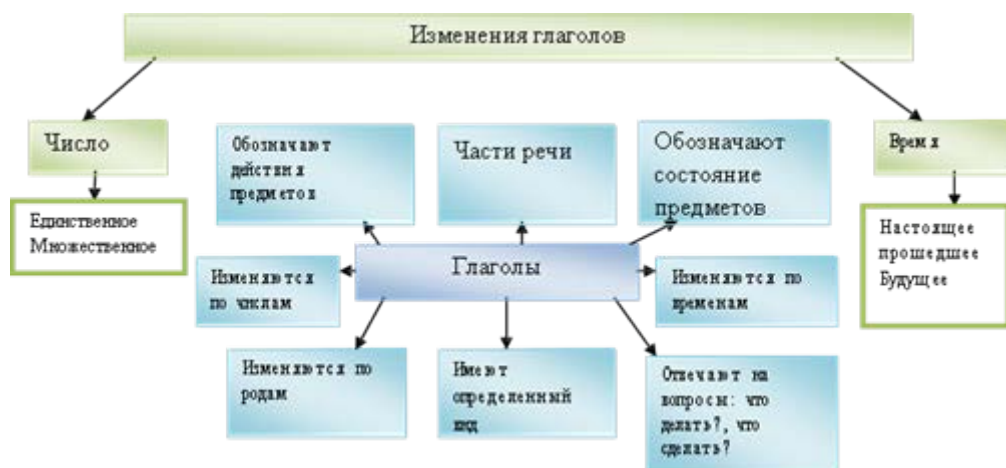 Изменения глаголов
Число
Единственное
Множественное
Обозначают
действия
предметов
Части речи
Обозначают
состояние
предметов
Время
Настоящее
прошедшее
Будущее
Глаголы
Изменяются
по числам
Изменяются по
временам
Изменяются по
родам
Имеют
определенный
вид
Отвечают на
вопросы: что
делать?, что
сделать?